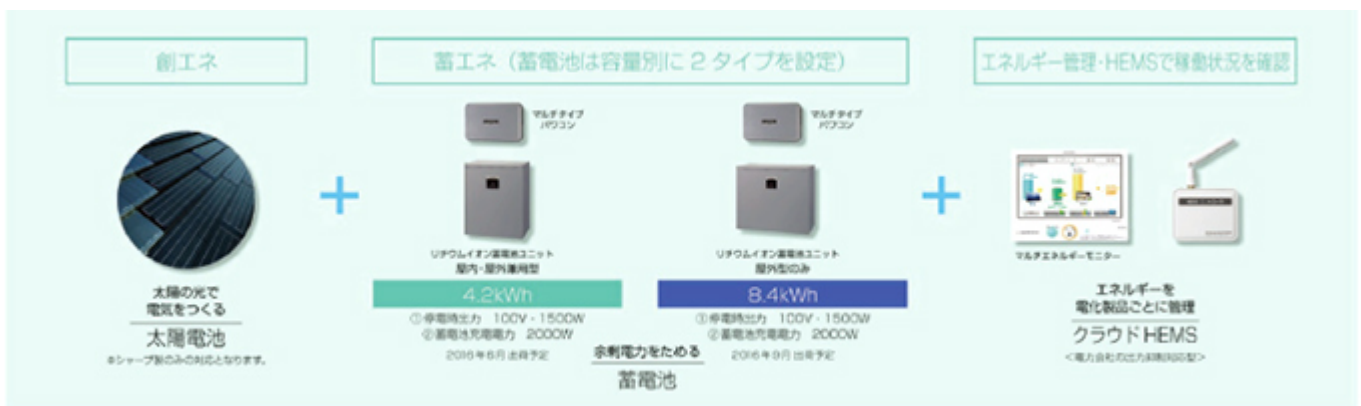 創エネ
太陽の光で
電気をつくる
太陽電池
※シャープ製のみの対応となります。
蓄エネ（蓄電池は容量別に2タイプを設定）
マルチタイプ
パワコン
リチウムイオン蓄電池ユニット
屋内・屋外兼用型
4.2kWh
①停電時出力 100V・1500W
②蓄電池充電電力 2000W
2016年6月出荷予定
マルチタイプ
パワコン
リチウムイオン蓄電池ユニット
屋外型のみ
8.4kWh
①停電時出力 100V・1500W
②蓄電池充電電力 2000W
2016年9月出荷予定
余剰電力をためる
蓄電池
エネルギー管理・HEMSで稼働状況を確認
マルチエネルギーモニター
エネルギーを
電化製品ごとに管理
クラウドHEMS
＜電力会社の出力抑制対応型＞